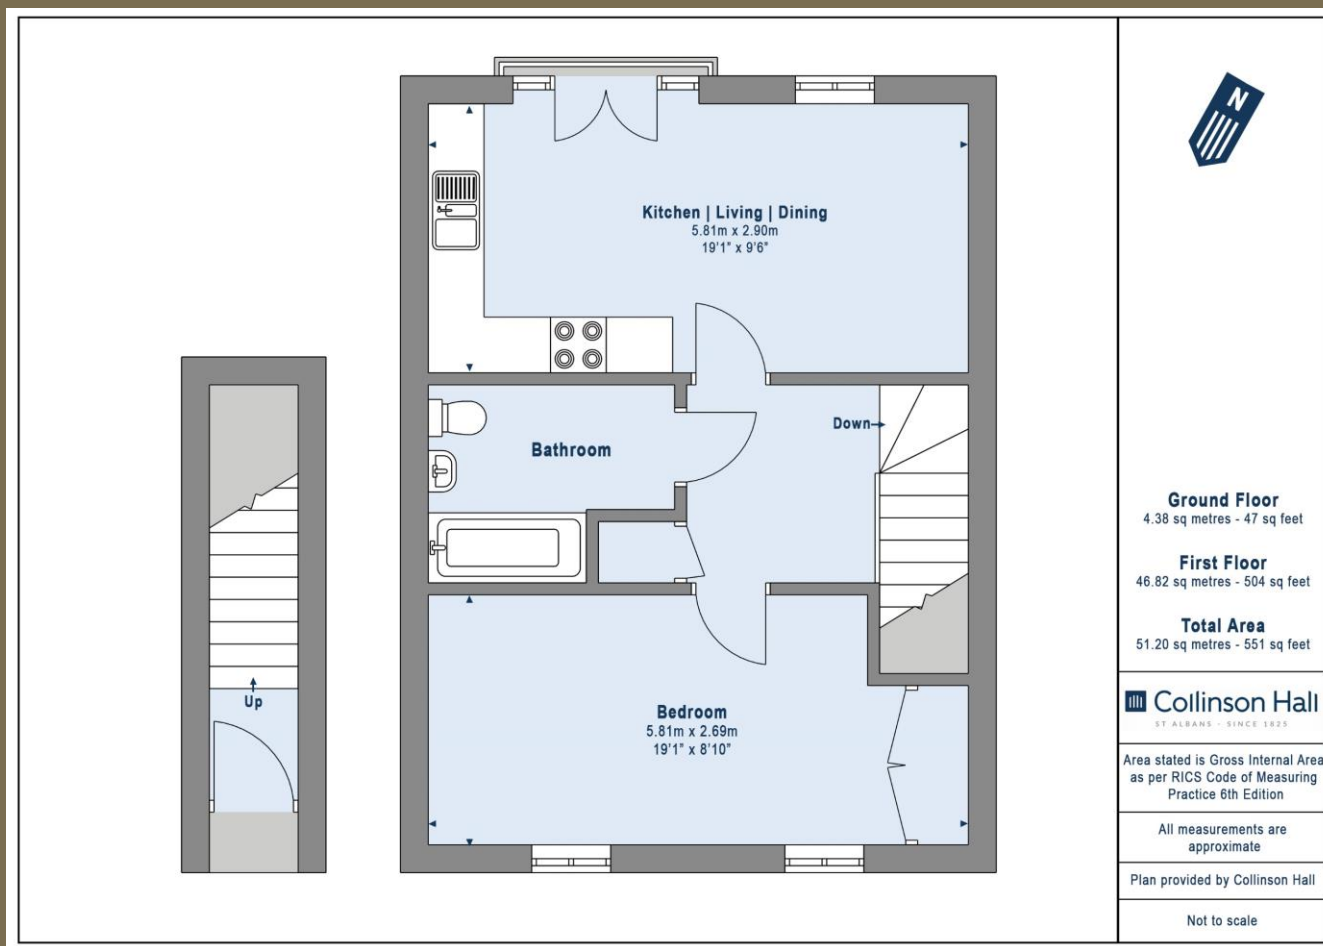 N
Kitchen | Living | Dining
5.81m x 2.90m
19'1" x 9'6"
Bathroom
Down
Up
Bedroom
5.81m x 2.69m
19'1" x 8'10"
Ground Floor
4.38 sq metres - 47 sq feet
First Floor
46.82 sq metres - 504 sq feet
Total Area
51.20 sq metres - 551 sq feet
Collinson Hall
ST ALBANS - SINCE 1825
Area stated is Gross Internal Area
as per RICS Code of Measuring
Practice 6th Edition
All measurements are
approximate
Plan provided by Collinson Hall
Not to scale